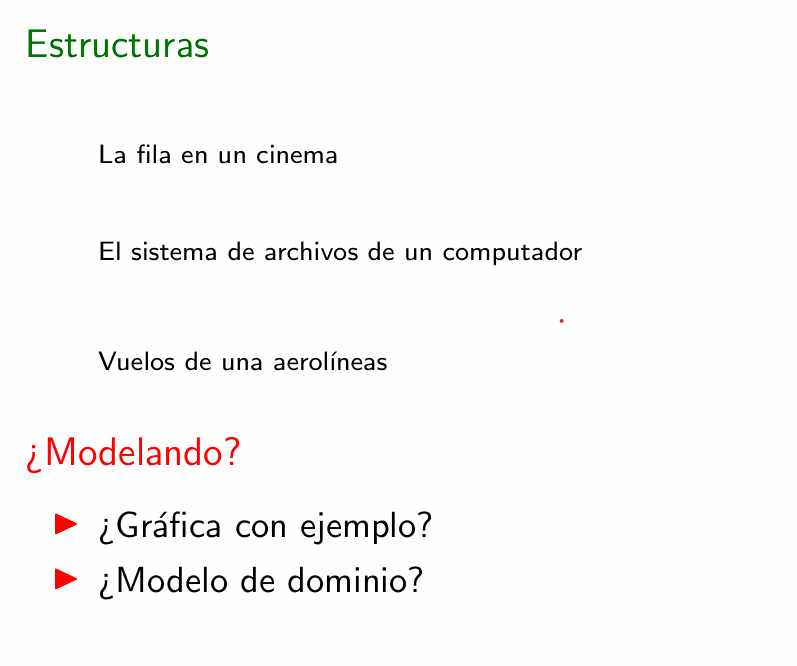 Estructuras
La fila en un cinema
El sistema de archivos de un computador
Vuelos de una aerolíneas
¿Modelando?
¿Gráfica con ejemplo?
¿Modelo de dominio?